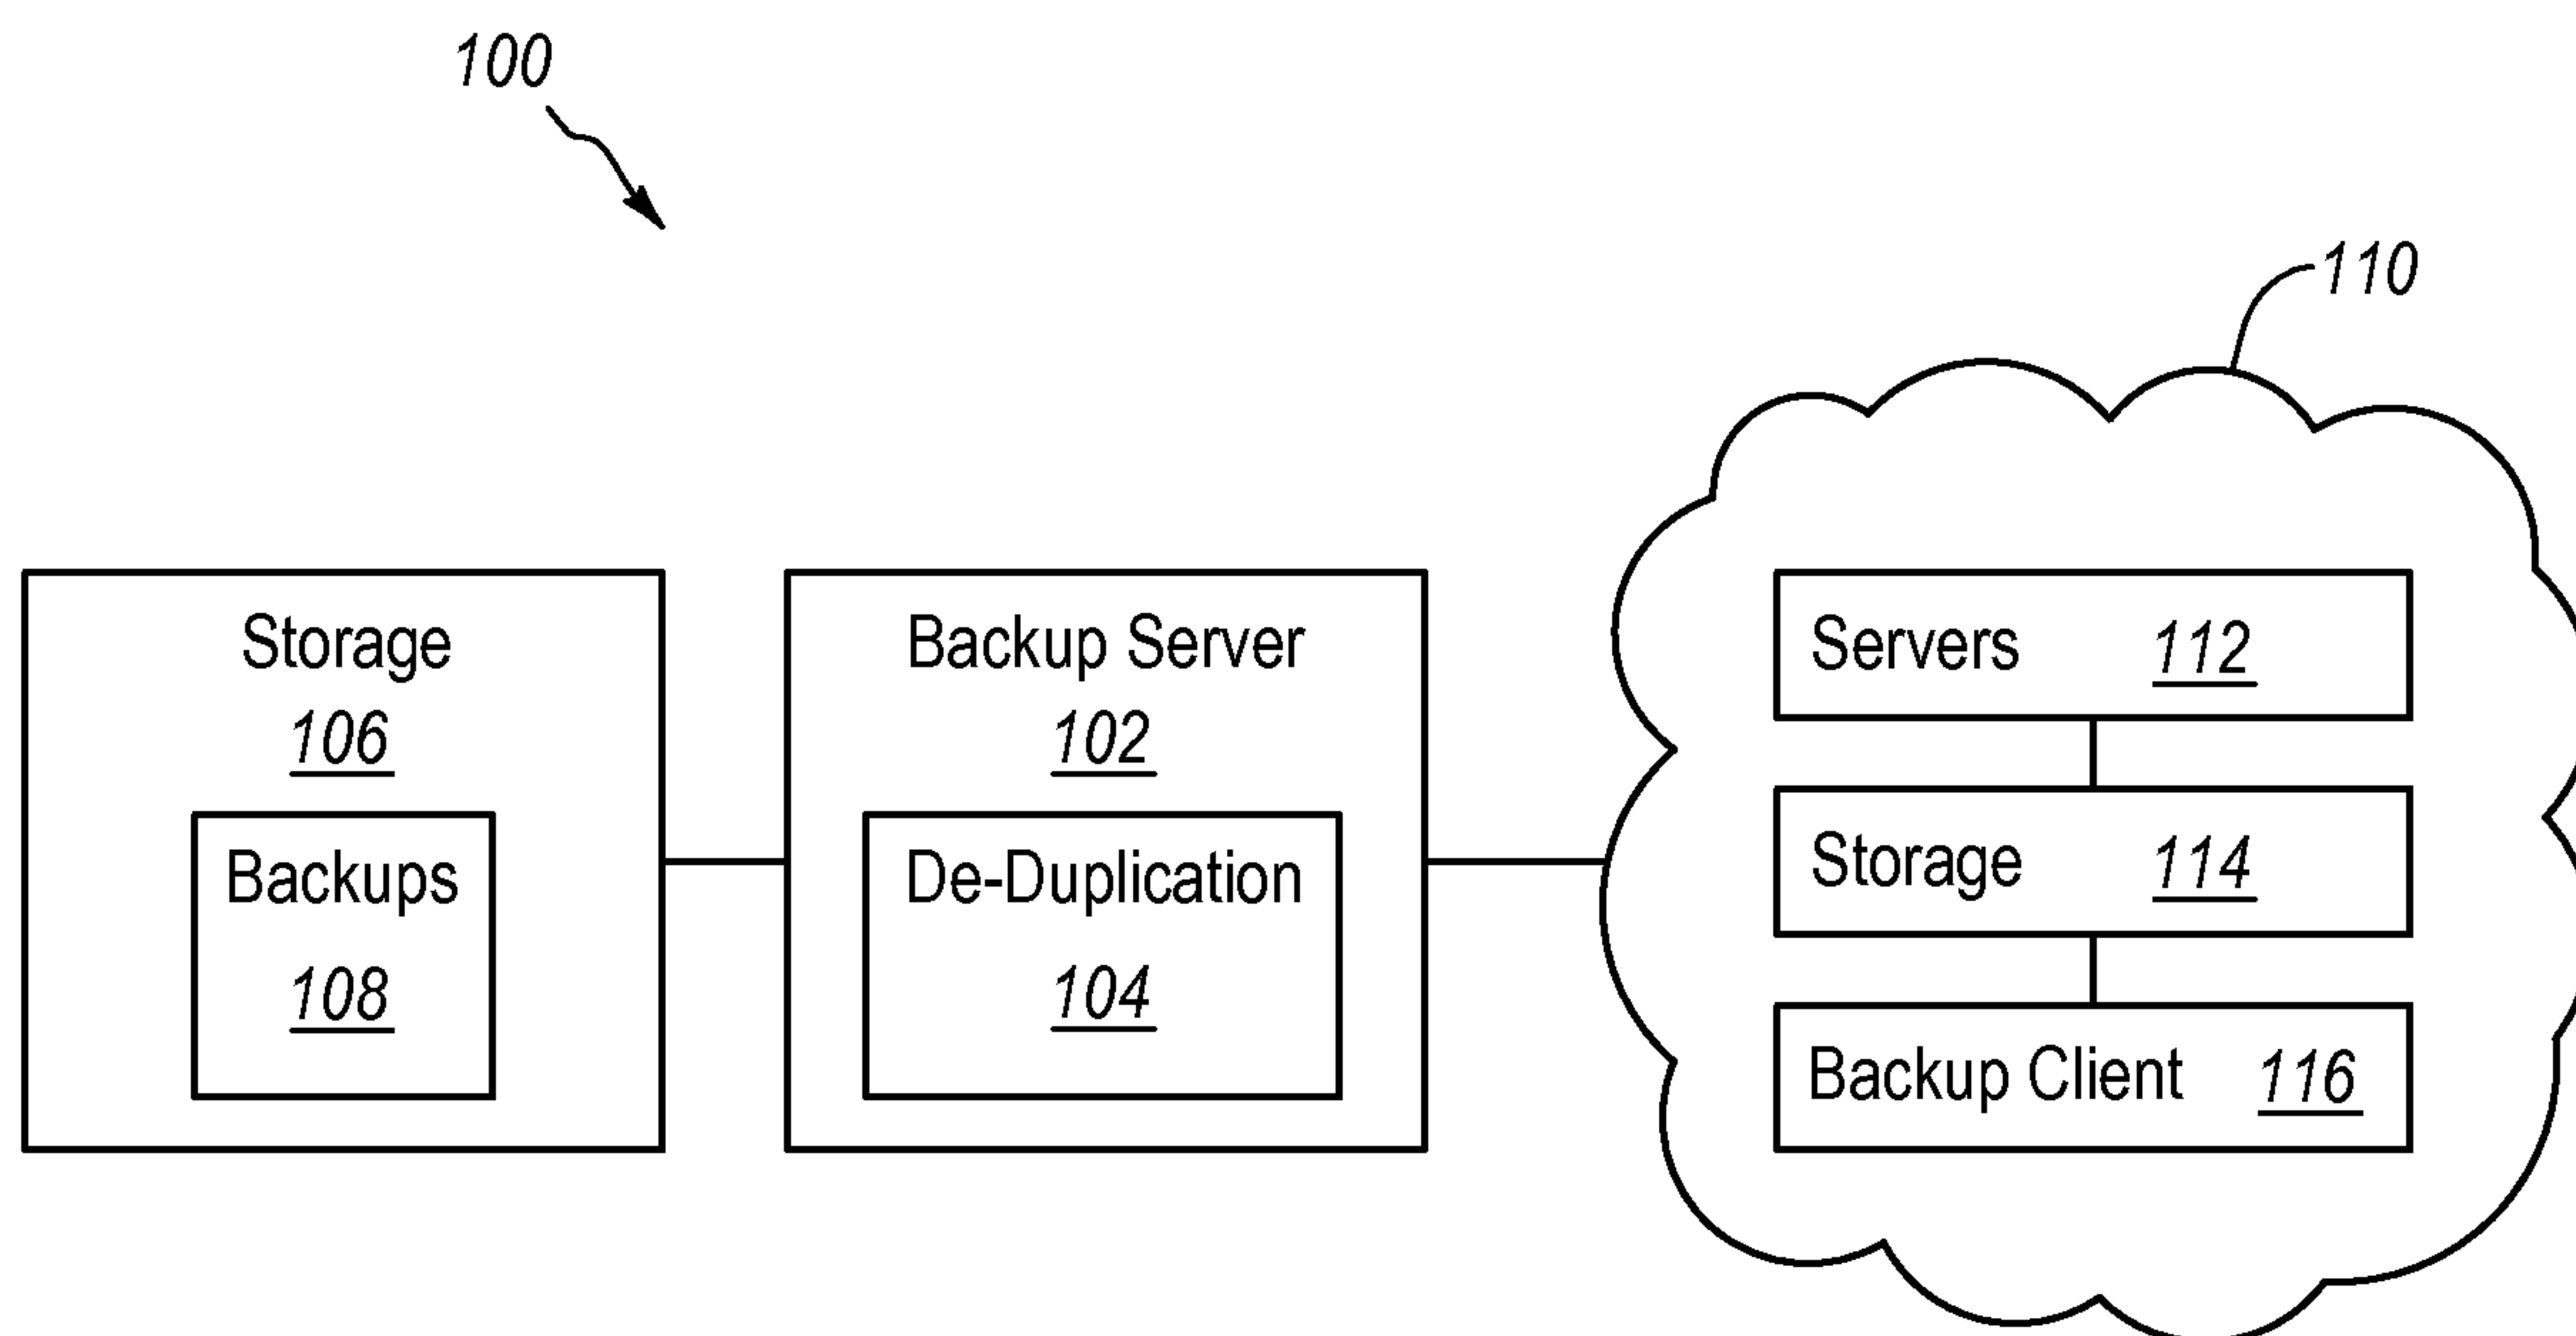 100
110
Storage
106
Backups
108
Backup Server
102
De-Duplication
104
Servers 112
Storage 114
Backup Client 116